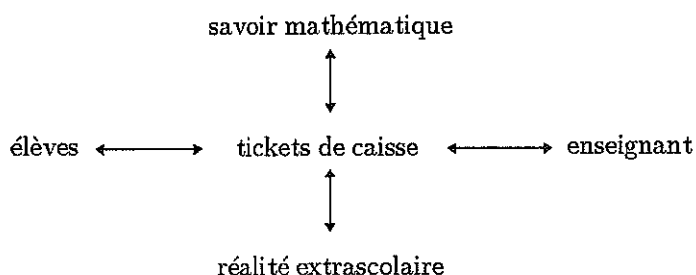 savoir mathématique
élèves tickets de caisse enseignant
réalité extrascolaire